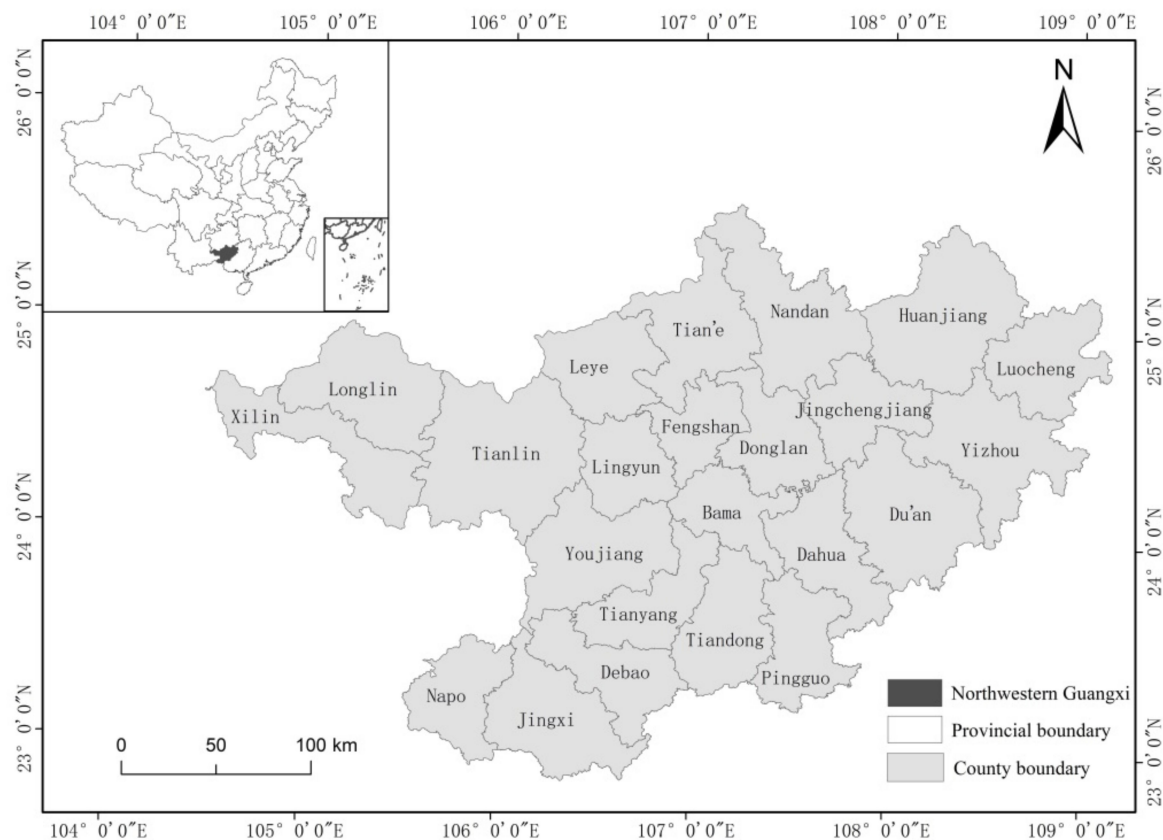 104° 0′0″E 105° 0′0″E 106° 0′0″E 107° 0′0″E 108° 0′0″E 109° 0′0″E
26° 0′0″N
26° 0′0″N
N
25° 0′0″N
25° 0′0″N
Nandan
Huanjiang
Tian'e
Leye
Luocheng
Longlin
Xilin
Jingchengjiang
Fengshan
Donglan
Yizhou
Tianlin
Lingyun
24° 0′0″N
24° 0′0″N
Bama
Du'an
Youjiang
Dahua
Tianyang
Tiandong
Debao
Pingguo
Napo
Jingxi
23° 0′0″N
23° 0′0″N
Northwestern Guangxi
Provincial boundary
County boundary
0 50 100 km
104° 0′0″E 105° 0′0″E 106° 0′0″E 107° 0′0″E 108° 0′0″E 109° 0′0″E